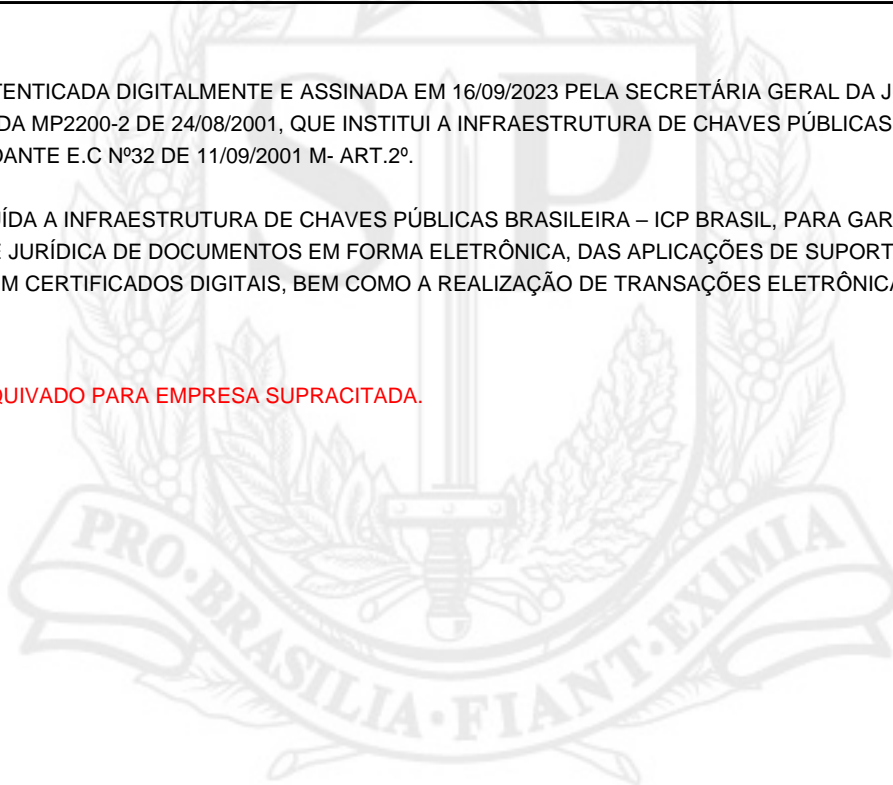 TENTICADA DIGITALMENTE E ASSINADA EM 16/09/2023 PELA SECRETÁRIA GERAL DA J
DA MP2200-2 DE 24/08/2001, QUE INSTITUI A INFRAESTRUTURA DE CHAVES PÚBLICAS
DANTE E.C Nº32 DE 11/09/2001 M- ART.2º.
UÍDA A INFRAESTRUTURA DE CHAVES PÚBLICAS BRASILEIRA – ICP BRASIL, PARA GAR
E JURÍDICA DE DOCUMENTOS EM FORMA ELETRÔNICA, DAS APLICAÇÕES DE SUPORT
M CERTIFICADOS DIGITAIS, BEM COMO A REALIZAÇÃO DE TRANSAÇÕES ELETRÔNICA
QUIVADO PARA EMPRESA SUPRACITADA.
SP
PRO·BRASILIA·FIANT·EXIMIA